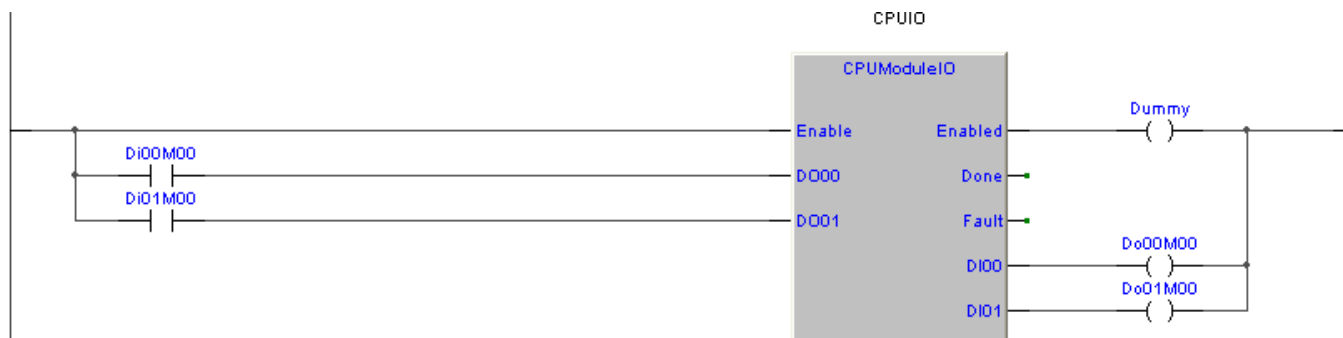 CPUIO
CPUModuleIO
Dummy
Enable Enabled
Di00M00
DO00 Done
Di01M00
DO01 Fault
Do00M00
DI00
Do01M00
DI01